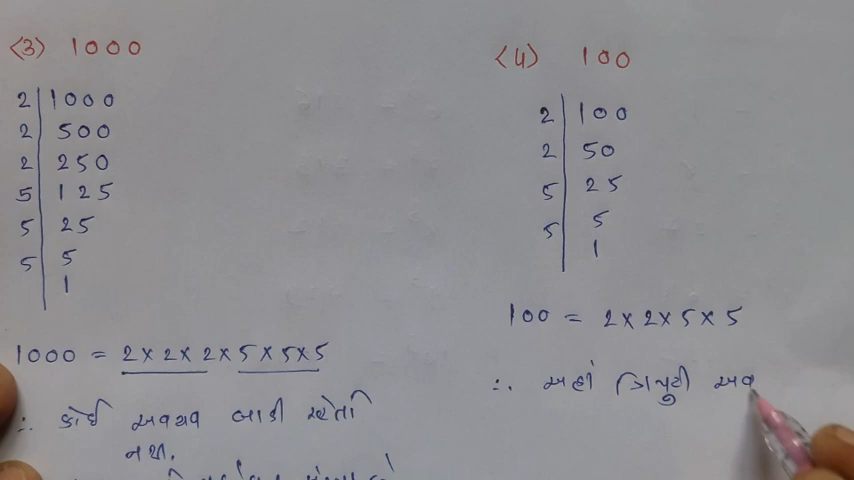 (3) 1000
2 | 1000
2 | 500
2 | 250
5 | 125
5 | 25
5 | 5
1
1000 = 2 × 2 × 2 × 5 × 5 × 5
∴ કોઈ અવયવ બાકી રહેતો
નથી.
(4) 100
2 | 100
2 | 50
5 | 25
5 | 5
1
100 = 2 × 2 × 5 × 5
∴ અહીં ત્રિપુટી અવ